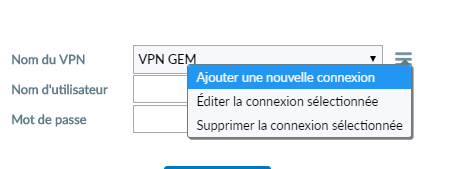 Nom du VPN
VPN GEM
Ajouter une nouvelle connexion
Nom d'utilisateur
Éditer la connexion sélectionnée
Mot de passe
Supprimer la connexion sélectionnée